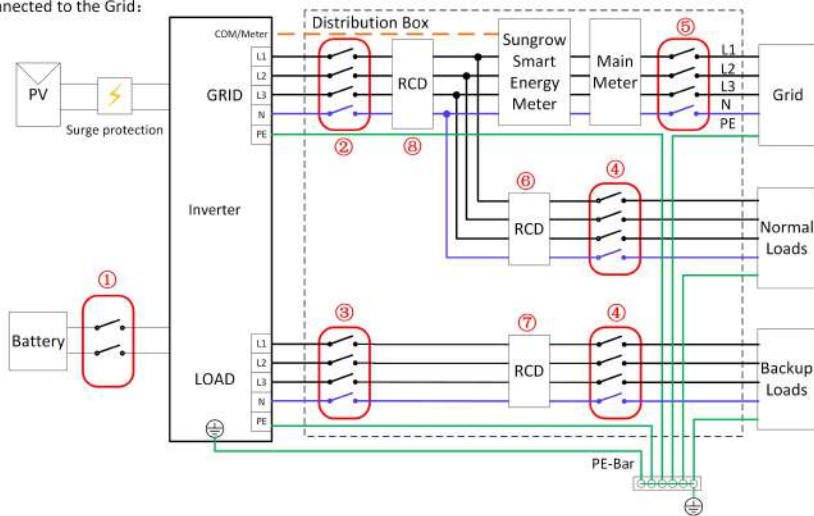 nnected to the Grid:
Distribution Box
⑤
COM/Meter
L1
L2
L3
N
PE
GRID
RCD
Sungrow
Smart
Energy
Meter
Main
Meter
L1
L2
L3
N
PE
Grid
PV
Surge protection
②
⑧
⑥
④
RCD
Normal
Loads
Inverter
①
Battery
③
⑦
④
L1
L2
L3
N
PE
LOAD
RCD
Backup
Loads
PE-Bar